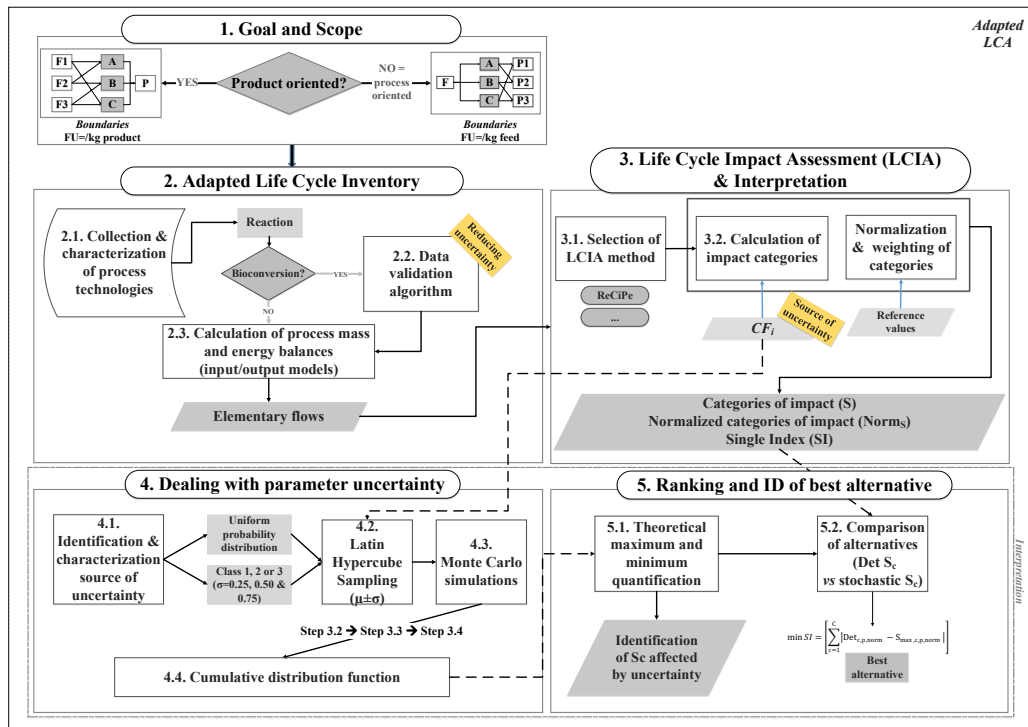 Adapted
LCA
1. Goal and Scope
F1
F2
F3
A
B
C
P
YES
Product oriented?
NO =
process
oriented
F
A
B
C
P1
P2
P3
Boundaries
FU=/kg product
Boundaries
FU=/kg feed
2. Adapted Life Cycle Inventory
2.1. Collection &
characterization
of process
technologies
Reaction
Bioconversion?
YES
NO
2.2. Data
validation
algorithm
Reducing
uncertainty
2.3. Calculation of process mass
and energy balances
(input/output models)
Elementary flows
3. Life Cycle Impact Assessment (LCIA)
& Interpretation
3.1. Selection of
LCIA method
ReCiPe
...
3.2. Calculation of
impact categories
Normalization
& weighting of
categories
CFi
Source of
uncertainty
Reference
values
Categories of impact (S)
Normalized categories of impact (NormS)
Single Index (SI)
4. Dealing with parameter uncertainty
4.1.
Identification &
characterization
source of
uncertainty
Uniform
probability
distribution
Class 1, 2 or 3
(σ=0.25, 0.50 &
0.75)
4.2.
Latin
Hypercube
Sampling
(μ±σ)
4.3.
Monte Carlo
simulations
Step 3.2 → Step 3.3 → Step 3.4
4.4. Cumulative distribution function
5. Ranking and ID of best alternative
5.1. Theoretical
maximum and
minimum
quantification
Identification
of Sc affected
by uncertainty
5.2. Comparison
of alternatives
(Det Sc
vs stochastic Sc)
min SI = [∑_{c=1}^{C} |Det_{c,p,norm} − S_{max,c,p,norm}|]
Best
alternative
Interpretation